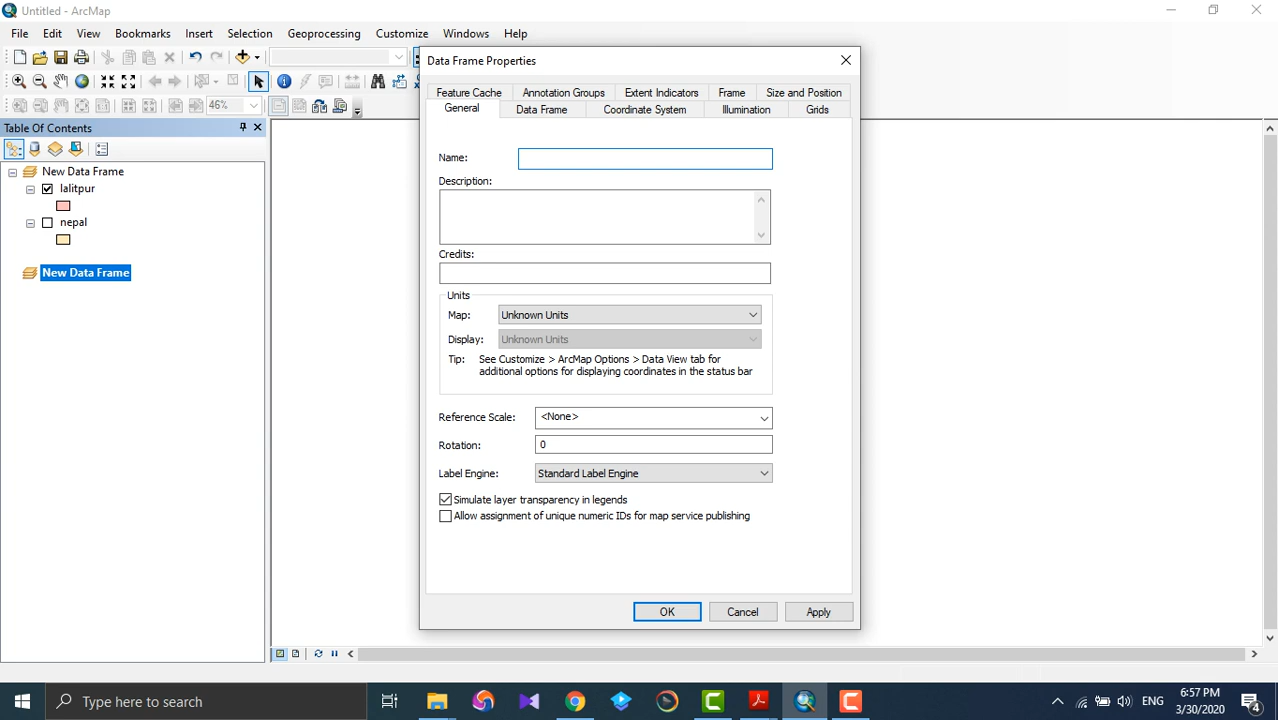 Untitled - ArcMap
File Edit View Bookmarks Insert Selection Geoprocessing Customize Windows Help
46%
Table Of Contents
New Data Frame
lalitpur
nepal
New Data Frame
Data Frame Properties
Feature Cache Annotation Groups Extent Indicators Frame Size and Position
General Data Frame Coordinate System Illumination Grids
Name:
Description:
Credits:
Units
Map: Unknown Units
Display: Unknown Units
Tip: See Customize > ArcMap Options > Data View tab for
additional options for displaying coordinates in the status bar
Reference Scale: <None>
Rotation: 0
Label Engine: Standard Label Engine
Simulate layer transparency in legends
Allow assignment of unique numeric IDs for map service publishing
OK Cancel Apply
Type here to search
ENG
6:57 PM
3/30/2020
4